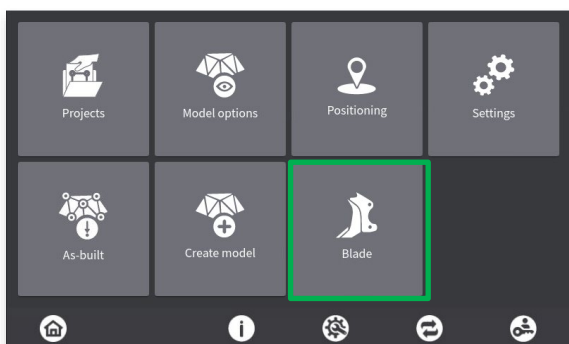 Projects
Model options
Positioning
Settings
As-built
Create model
Blade